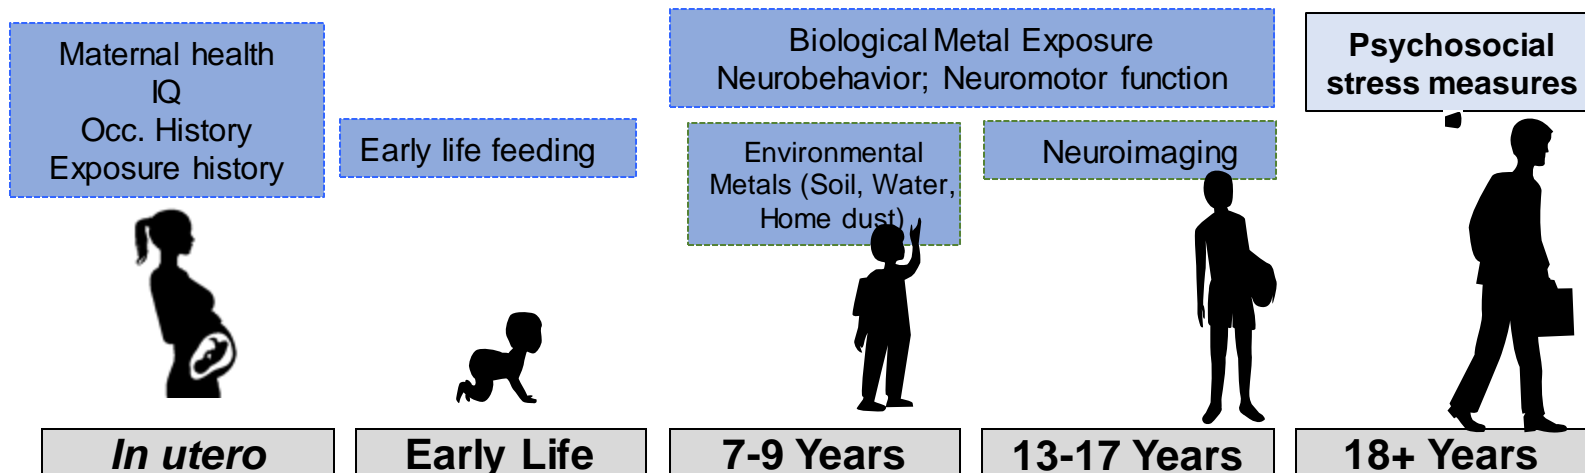 Maternal health
IQ
Occ. History
Exposure history
Early life feeding
Biological Metal Exposure
Neurobehavior; Neuromotor function
Environmental
Metals (Soil, Water,
Home dust)
Neuroimaging
Psychosocial
stress measures
In utero
Early Life
7-9 Years
13-17 Years
18+ Years